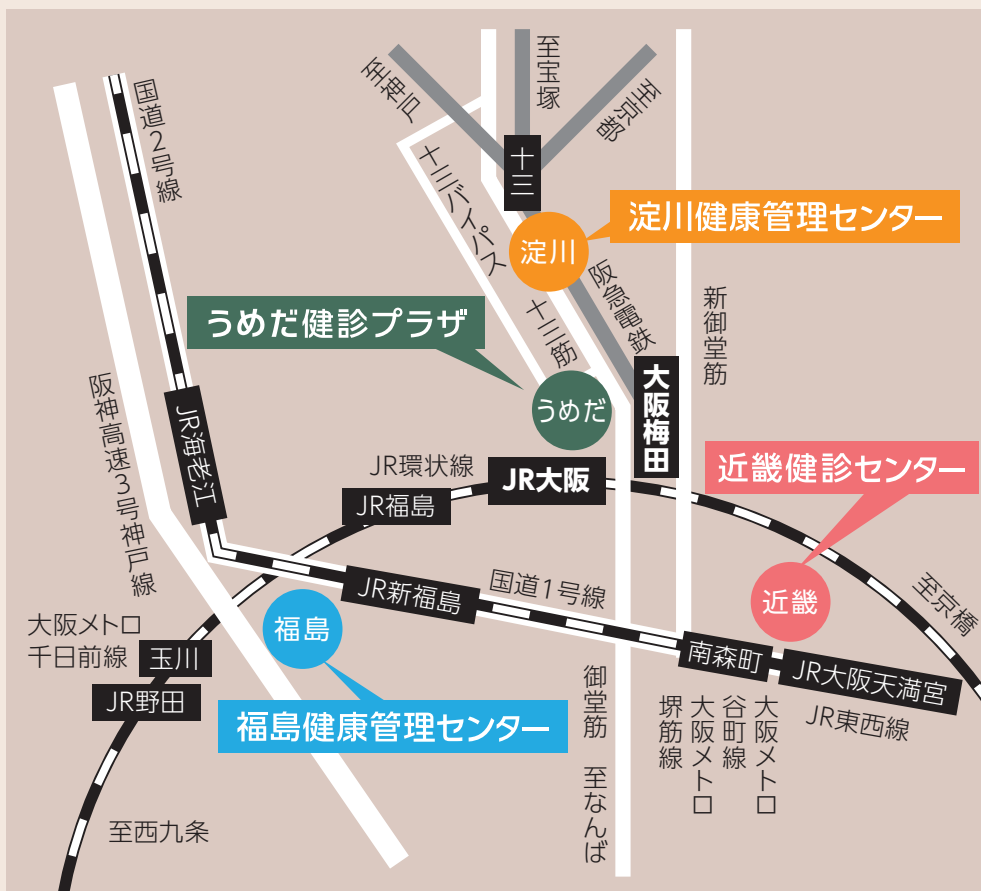 国道2号線
至神戸
至宝塚
至京都
十三
十三バイパス
淀川健康管理センター
淀川
阪急電鉄
新御堂筋
うめだ健診プラザ
十三筋
大阪梅田
うめだ
阪神高速3号神戸線
JR海老江
JR環状線
JR大阪
JR福島
近畿健診センター
国道1号線
JR新福島
近畿
至京橋
福島
大阪メトロ
千日前線
玉川
JR野田
南森町
JR大阪天満宮
JR東西線
福島健康管理センター
御堂筋
至なんば
大阪メトロ
谷町線
大阪メトロ
堺筋線
至西九条